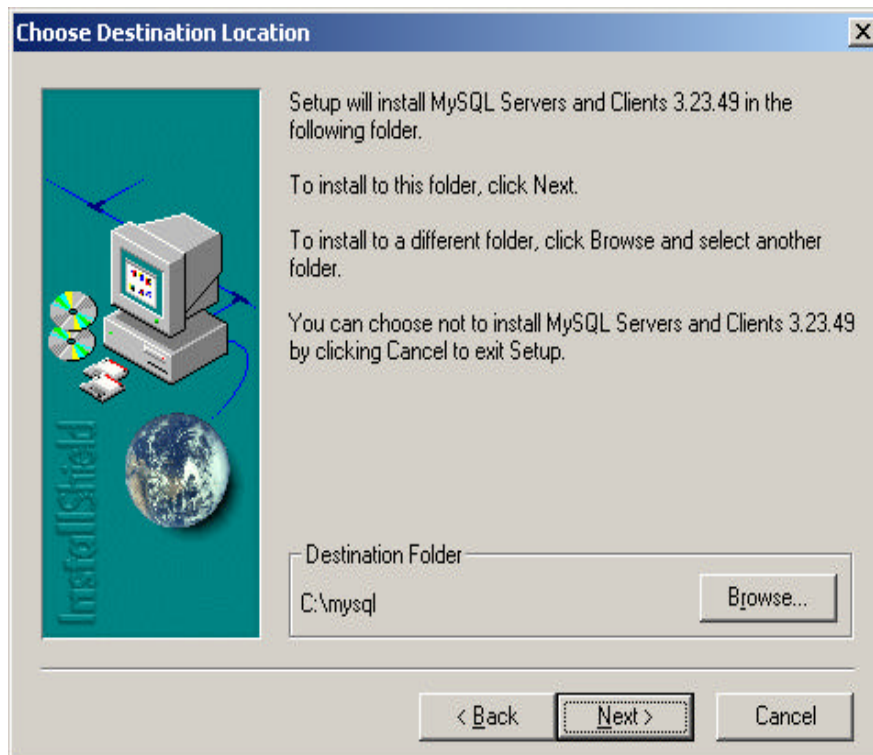 Choose Destination Location
Setup will install MySQL Servers and Clients 3.23.49 in the
following folder.
To install to this folder, click Next.
To install to a different folder, click Browse and select another
folder.
You can choose not to install MySQL Servers and Clients 3.23.49
by clicking Cancel to exit Setup.
InstallShield
Destination Folder
C:\mysql
Browse...
< Back
Next >
Cancel